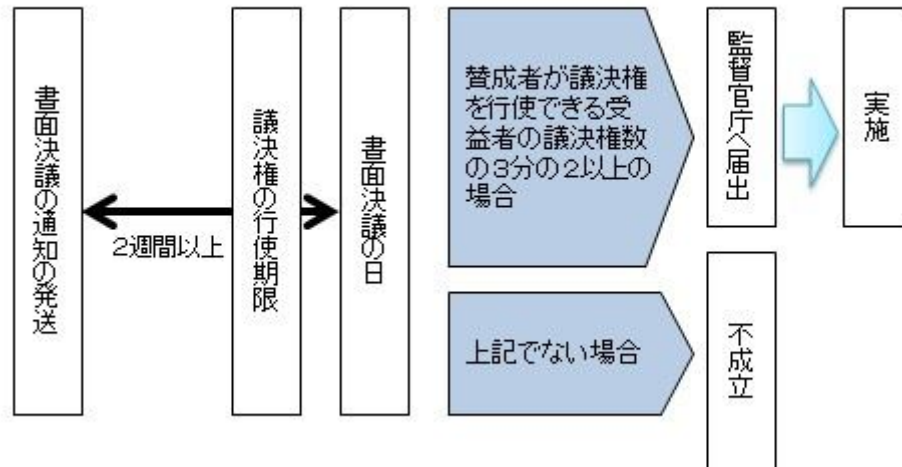 書面決議の通知の発送
2週間以上
議決権の行使期限
書面決議の日
賛成者が議決権
を行使できる受
益者の議決権数
の3分の2以上の
場合
監督官庁へ届出
実施
上記でない場合
不成立